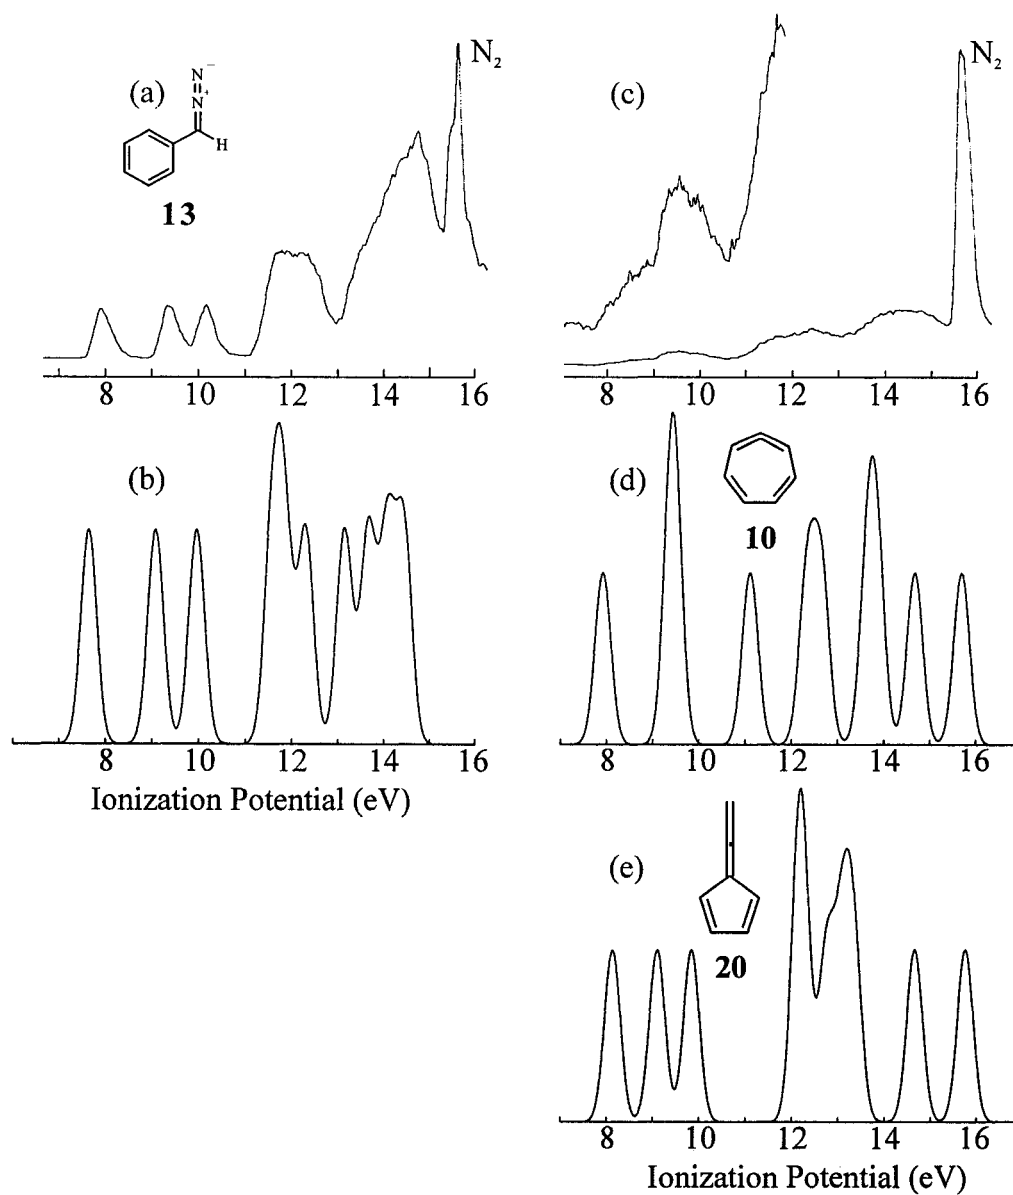 (a)
N⁻
N⁺
H
13
N₂
8 10 12 14 16
(b)
8 10 12 14 16
Ionization Potential (eV)
(c)
N₂
8 10 12 14 16
(d)
10
8 10 12 14 16
(e)
20
8 10 12 14 16
Ionization Potential (eV)